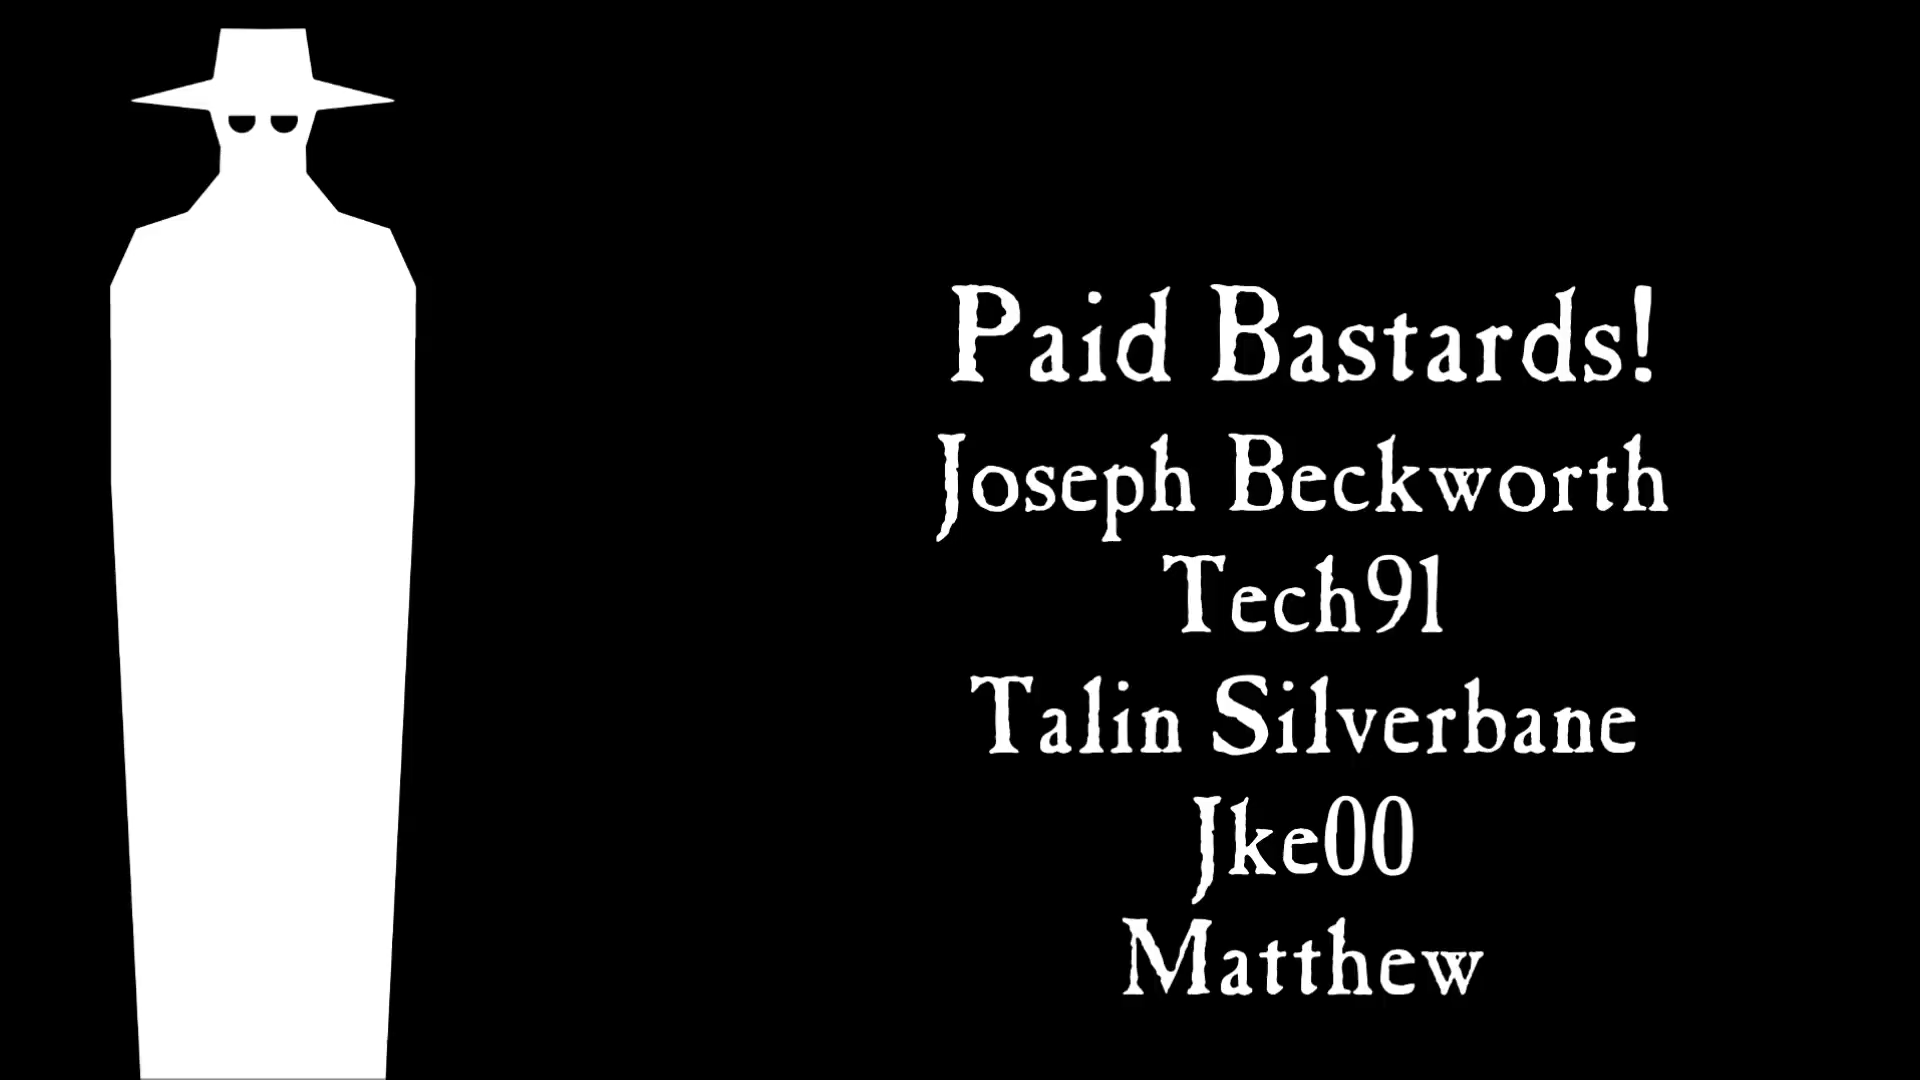 Paid Bastards!
Joseph Beckworth
Tech91
Talin Silverbane
Jke00
Matthew